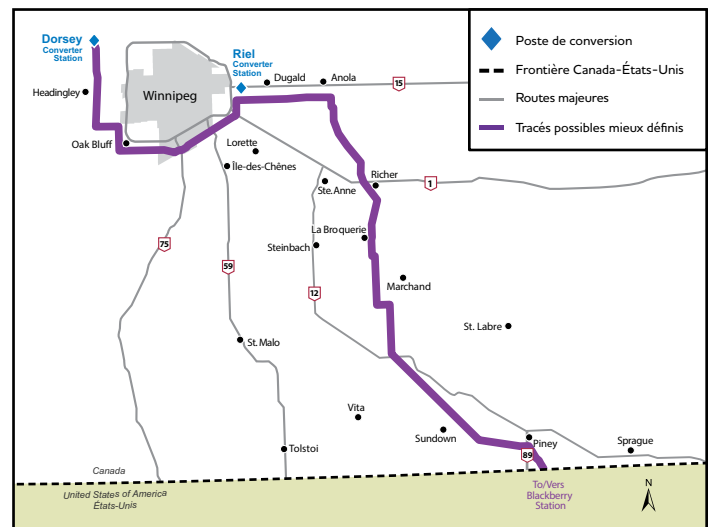 Dorsey
Converter
Station
Riel
Converter
Station
Dugald
Anola
15
Headingley
Winnipeg
Oak Bluff
Lorette
Île-des-Chênes
Ste. Anne
Richer
1
La Broquerie
Steinbach
75
59
12
Marchand
St. Labre
St. Malo
Vita
Sundown
Piney
Sprague
Tolstoi
89
Canada
United States of America
États-Unis
To/Vers
Blackberry
Station
N
Poste de conversion
Frontière Canada-États-Unis
Routes majeures
Tracés possibles mieux définis